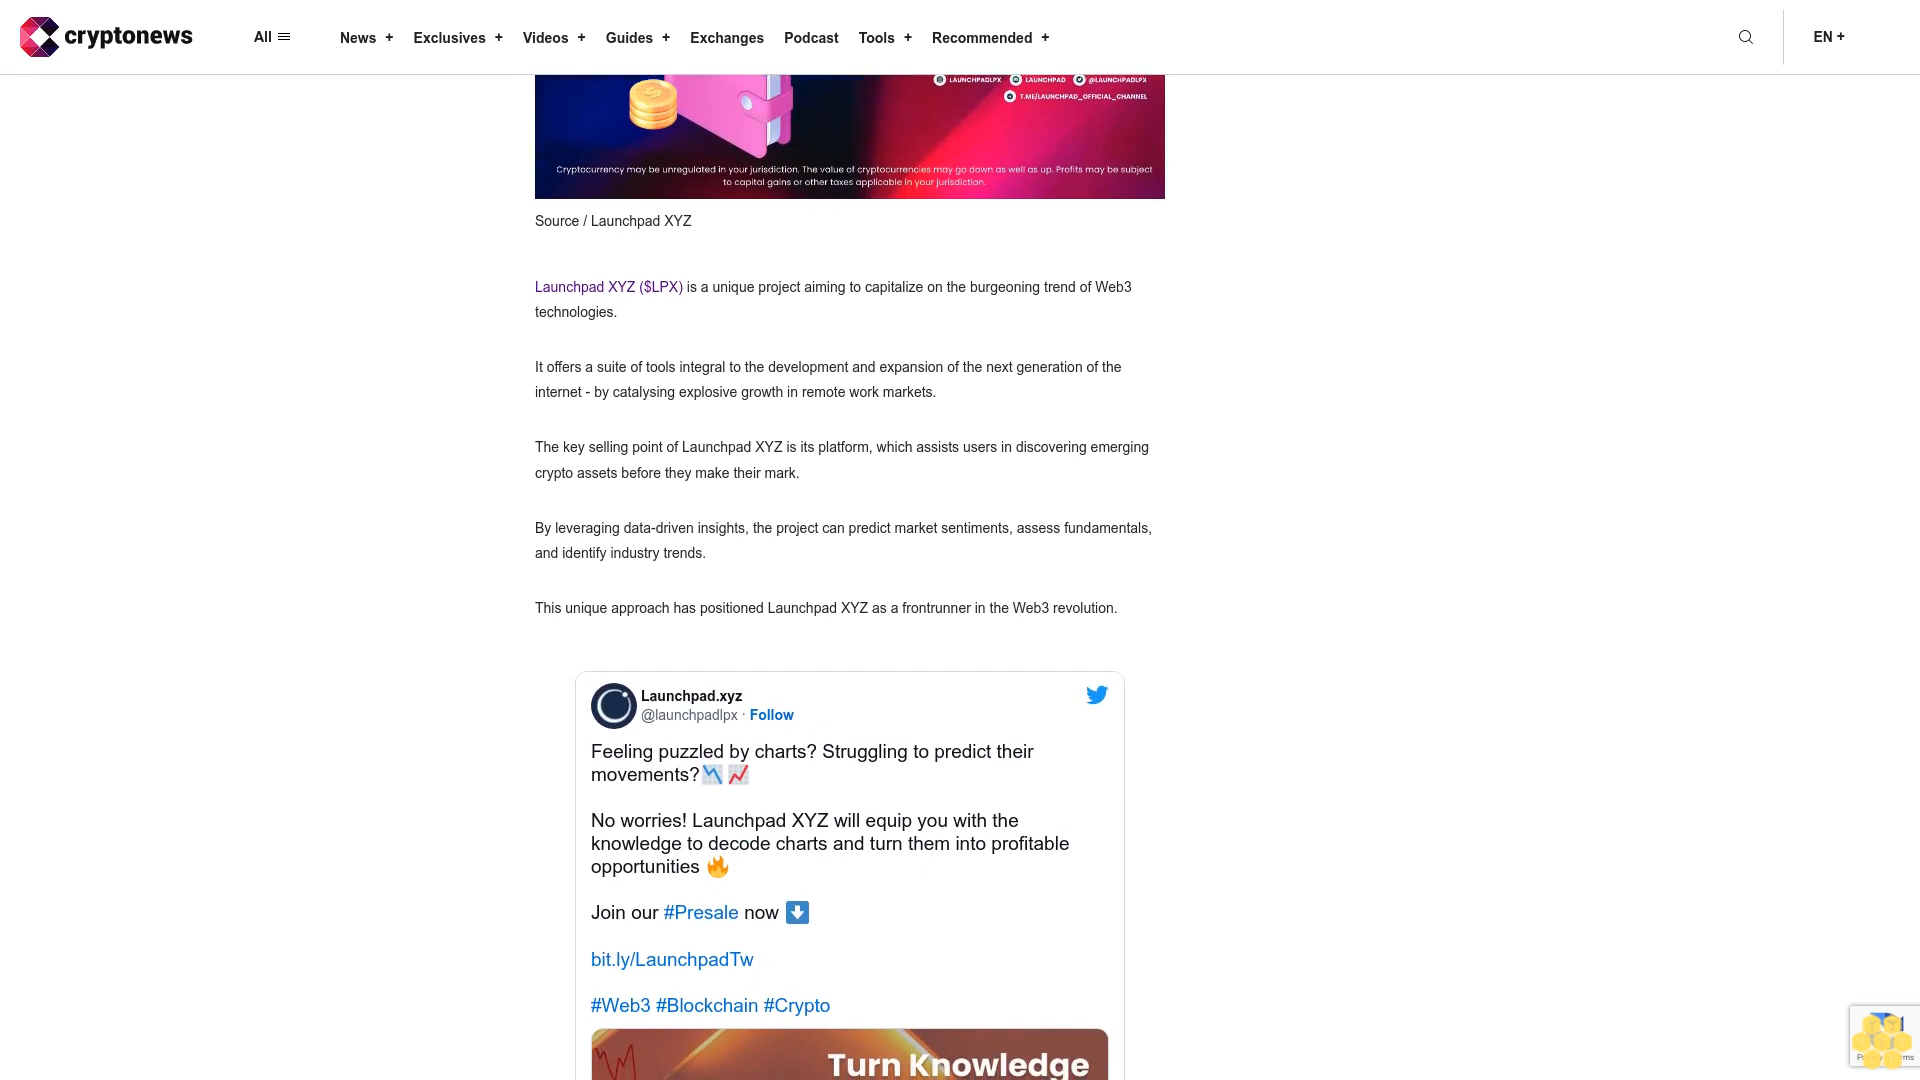 cryptonews
All
News +
Exclusives +
Videos +
Guides +
Exchanges
Podcast
Tools +
Recommended +
EN +
LAUNCHPADLPX
LAUNCHPAD
@LAUNCHPADLPX
T.ME/LAUNCHPAD_OFFICIAL_CHANNEL
Cryptocurrency may be unregulated in your jurisdiction. The value of cryptocurrencies may go down as well as up. Profits may be subject
to capital gains or other taxes applicable in your jurisdiction.
Source / Launchpad XYZ
Launchpad XYZ ($LPX) is a unique project aiming to capitalize on the burgeoning trend of Web3
technologies.
It offers a suite of tools integral to the development and expansion of the next generation of the
internet - by catalysing explosive growth in remote work markets.
The key selling point of Launchpad XYZ is its platform, which assists users in discovering emerging
crypto assets before they make their mark.
By leveraging data-driven insights, the project can predict market sentiments, assess fundamentals,
and identify industry trends.
This unique approach has positioned Launchpad XYZ as a frontrunner in the Web3 revolution.
Launchpad.xyz
@launchpadlpx · Follow
Feeling puzzled by charts? Struggling to predict their
movements?📉📈
No worries! Launchpad XYZ will equip you with the
knowledge to decode charts and turn them into profitable
opportunities 🔥
Join our #Presale now ⬇️
bit.ly/LaunchpadTw
#Web3 #Blockchain #Crypto
Turn Knowledge